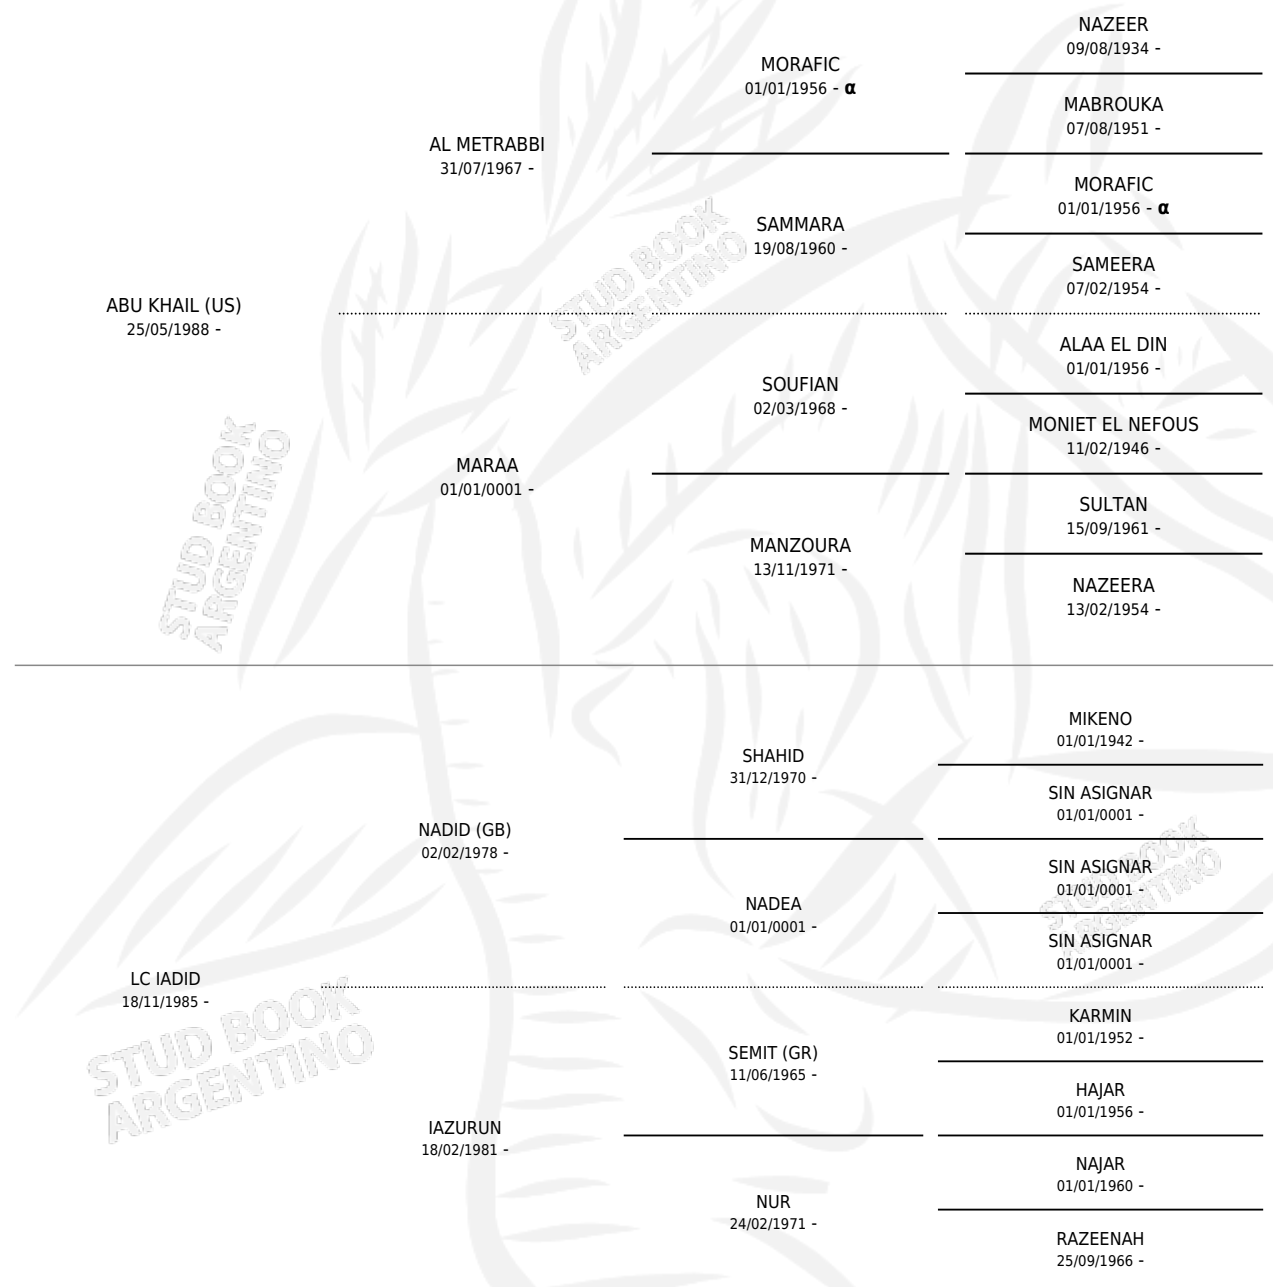 NAZEER
09/08/1934 -
MORAFIC
01/01/1956 - α
MABROUKA
07/08/1951 -
AL METRABBI
31/07/1967 -
MORAFIC
01/01/1956 - α
SAMMARA
19/08/1960 -
SAMEERA
07/02/1954 -
ABU KHAIL (US)
25/05/1988 -
ALAA EL DIN
01/01/1956 -
SOUFIAN
02/03/1968 -
MONIET EL NEFOUS
11/02/1946 -
MARAA
01/01/0001 -
SULTAN
15/09/1961 -
MANZOURA
13/11/1971 -
NAZEERA
13/02/1954 -
MIKENO
01/01/1942 -
SHAHID
31/12/1970 -
SIN ASIGNAR
01/01/0001 -
NADID (GB)
02/02/1978 -
SIN ASIGNAR
01/01/0001 -
NADEA
01/01/0001 -
SIN ASIGNAR
01/01/0001 -
LC IADID
18/11/1985 -
KARMIN
01/01/1952 -
SEMIT (GR)
11/06/1965 -
HAJAR
01/01/1956 -
IAZURUN
18/02/1981 -
NAJAR
01/01/1960 -
NUR
24/02/1971 -
RAZEENAH
25/09/1966 -
STUD BOOK
ARGENTINO
STUD BOOK
ARGENTINO
STUD BOOK
ARGENTINO
STUD BOOK
ARGENTINO